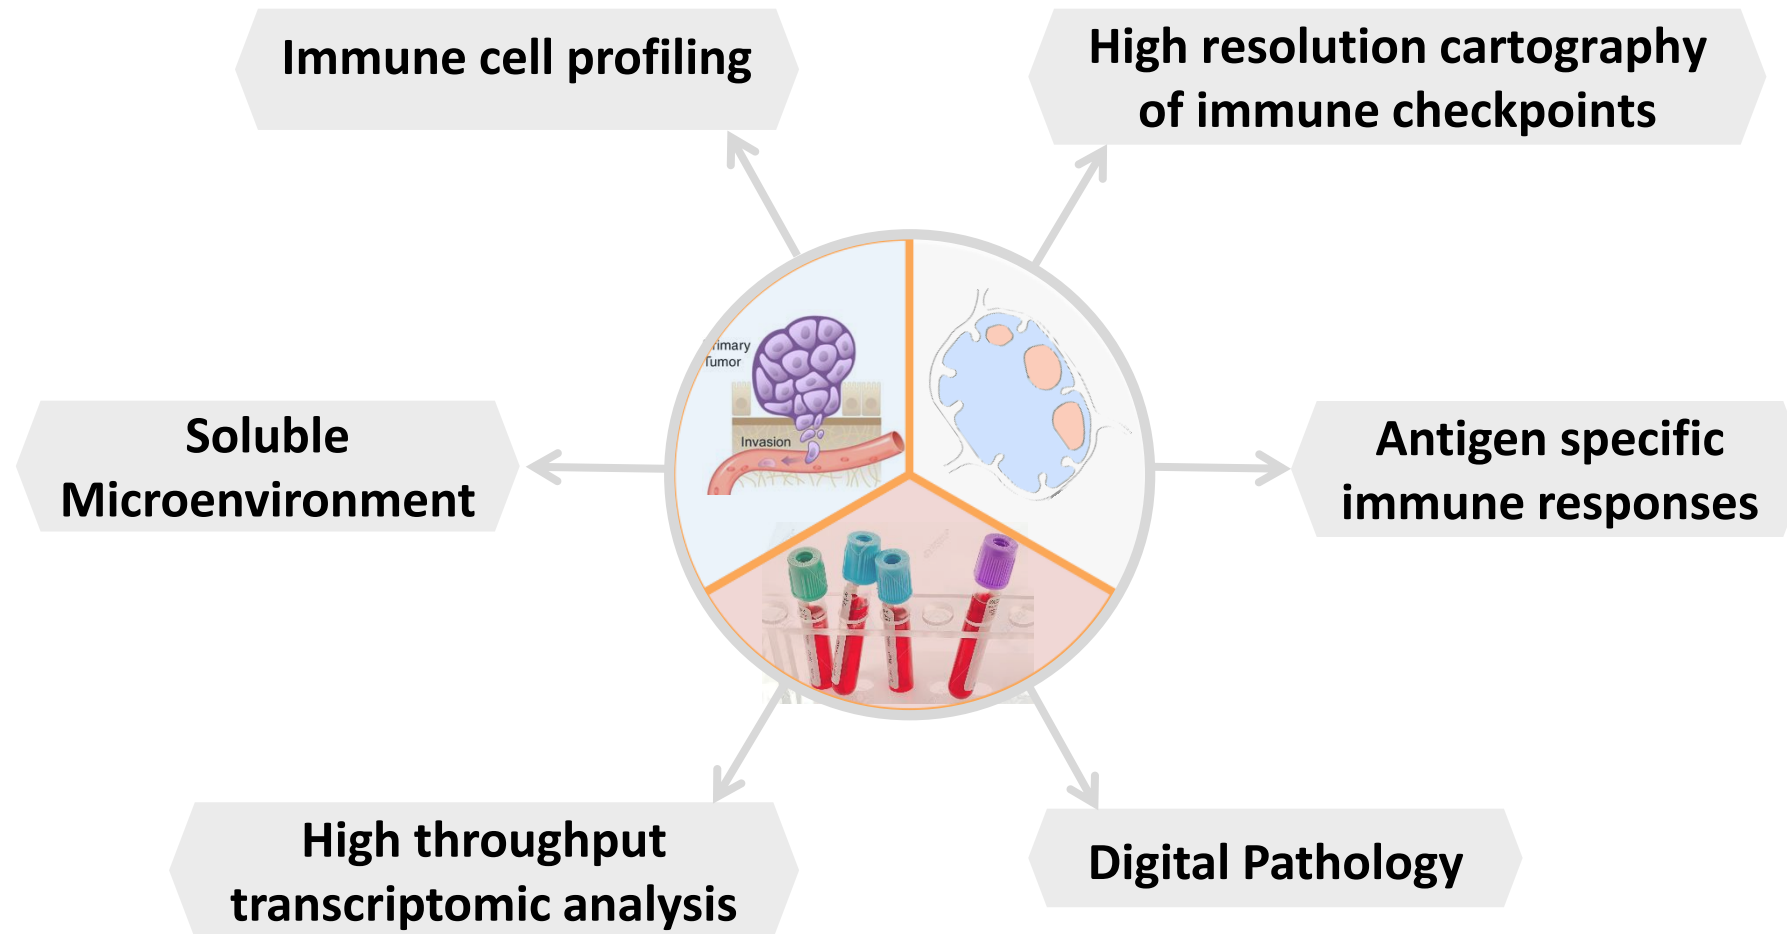 Immune cell profiling
High resolution cartography
of immune checkpoints
rimary
Tumor
Invasion
Soluble
Microenvironment
Antigen specific
immune responses
High throughput
transcriptomic analysis
Digital Pathology